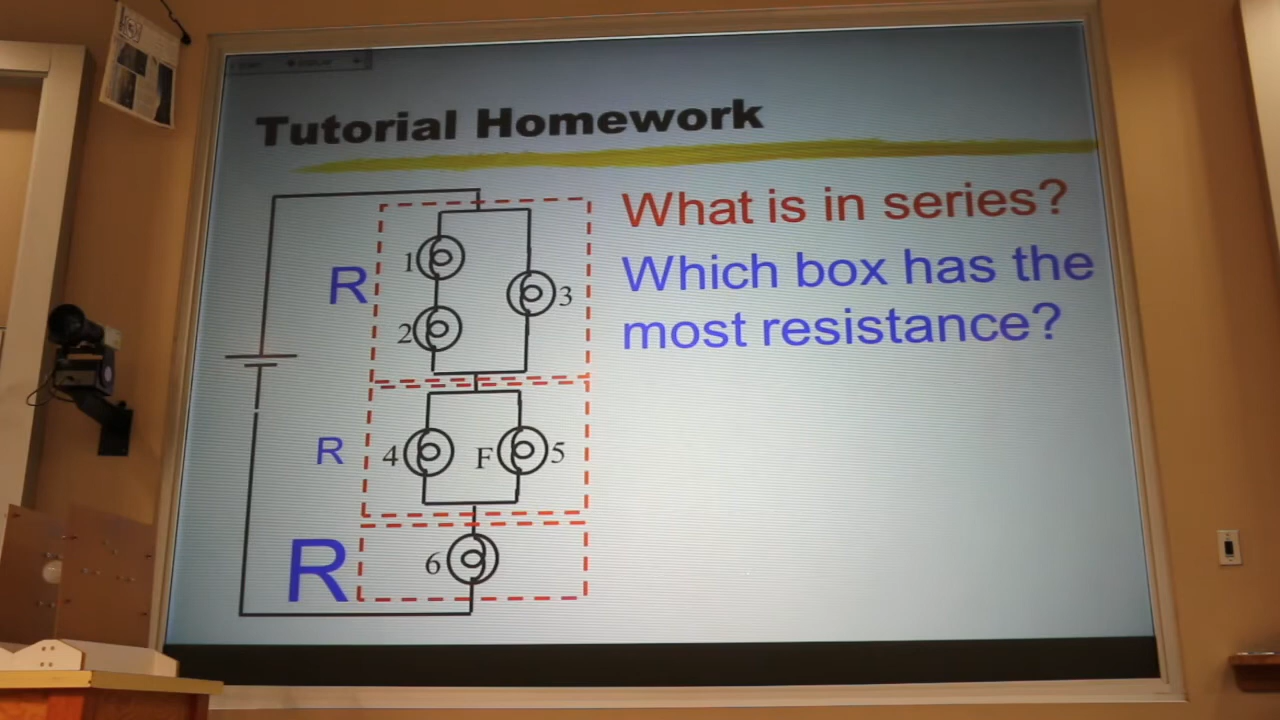 Tutorial Homework
What is in series?
Which box has the
most resistance?
R
1
2
3
R
4
F
5
R
6